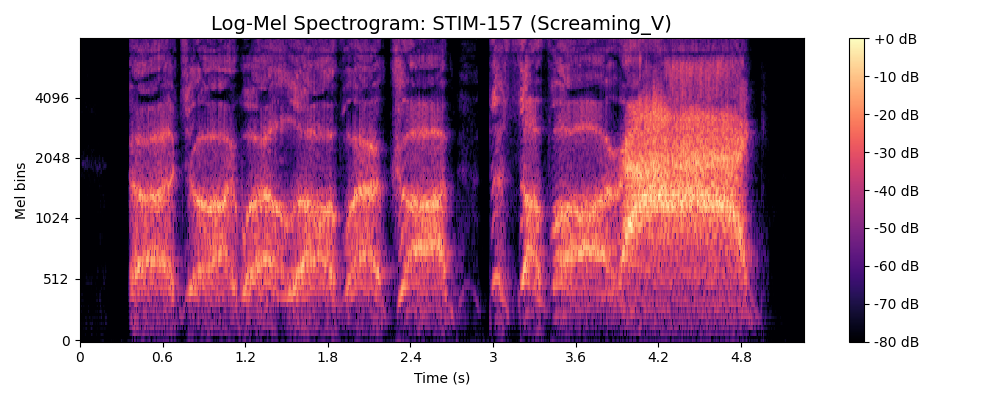 Log-Mel Spectrogram: STIM-157 (Screaming_V)
Mel bins
4096
2048
1024
512
0
0 0.6 1.2 1.8 2.4 3 3.6 4.2 4.8
Time (s)
+0 dB
-10 dB
-20 dB
-30 dB
-40 dB
-50 dB
-60 dB
-70 dB
-80 dB